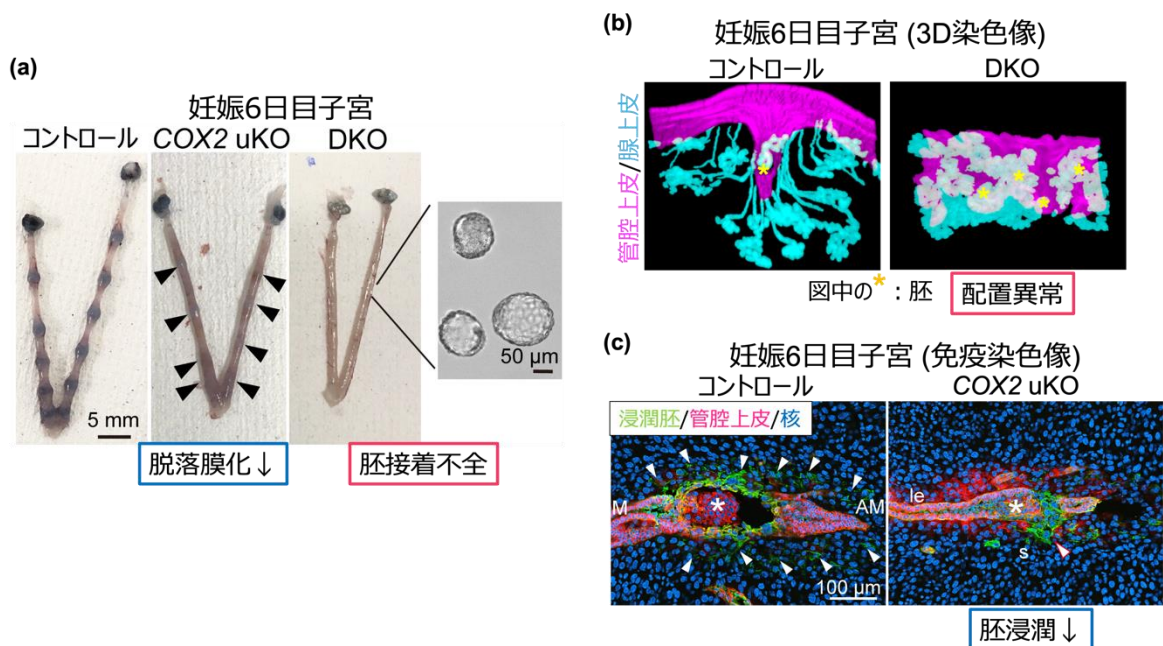 (a)
妊娠6日目子宮
コントロール
COX2 uKO
DKO
5 mm
50 µm
脱落膜化↓
胚接着不全
(b)
妊娠6日目子宮 (3D染色像)
コントロール
DKO
管腔上皮/腺上皮
図中の*：胚
配置異常
(c)
妊娠6日目子宮 (免疫染色像)
コントロール
COX2 uKO
浸潤胚/管腔上皮/核
M
*
AM
100 µm
le
*
s
胚浸潤↓